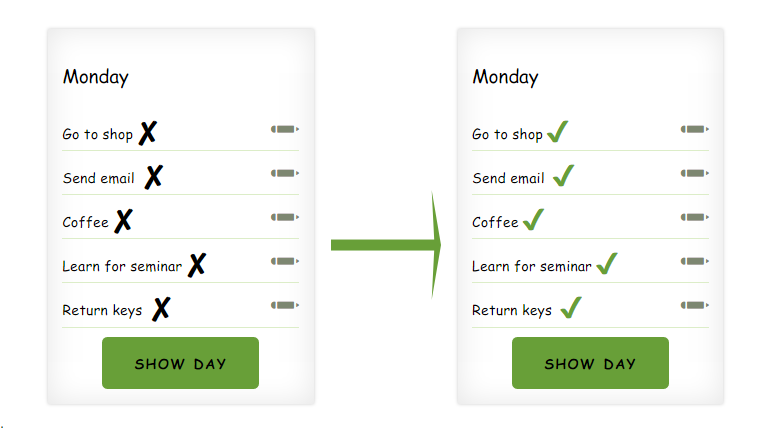 Monday
Go to shop ✘
Send email ✘
Coffee ✘
Learn for seminar ✘
Return keys ✘
SHOW DAY
Monday
Go to shop ✔
Send email ✔
Coffee ✔
Learn for seminar ✔
Return keys ✔
SHOW DAY